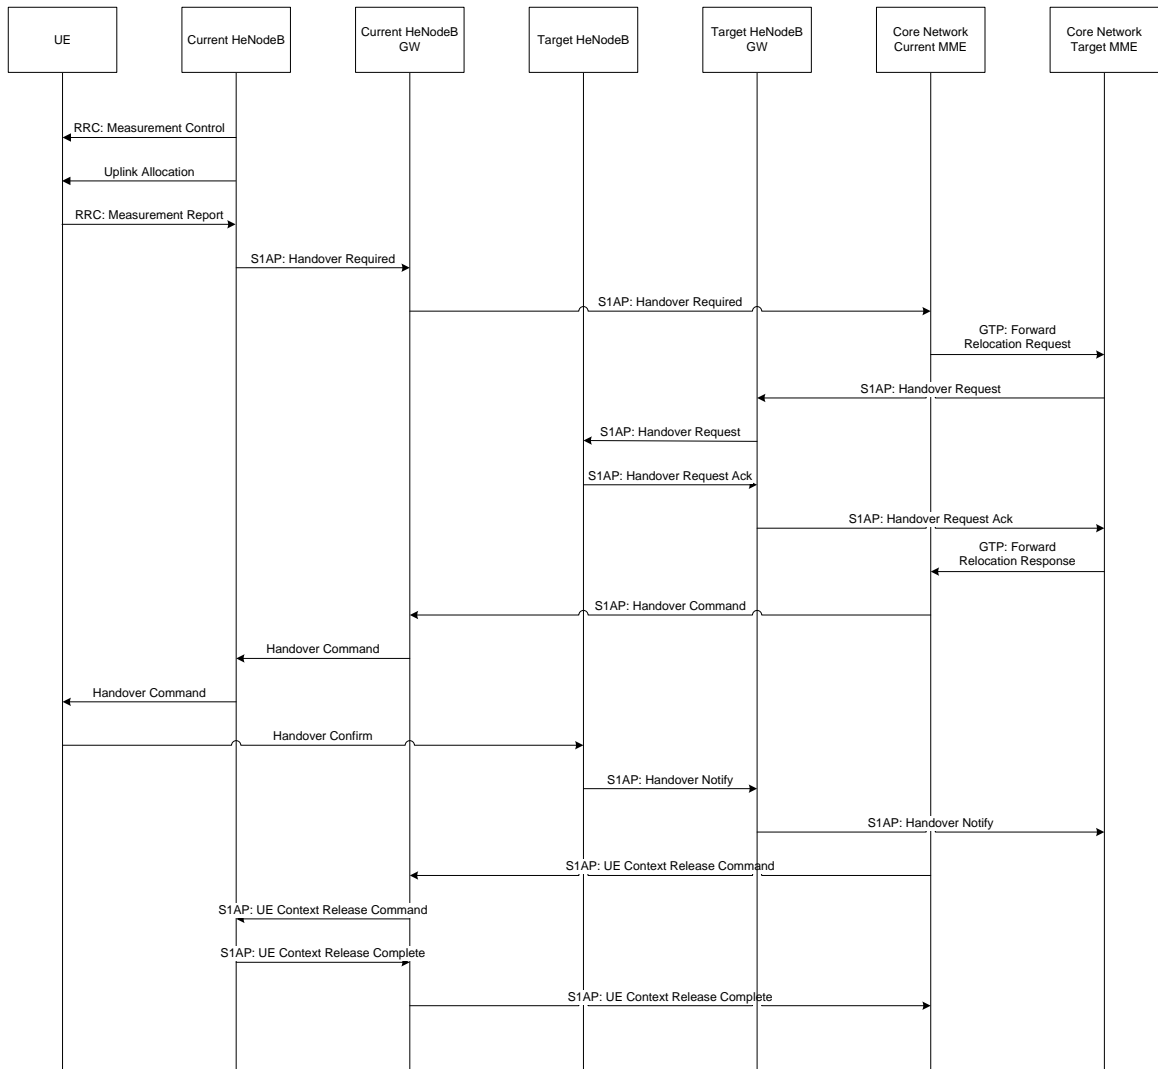 UE
Current HeNodeB
Current HeNodeB
GW
Target HeNodeB
Target HeNodeB
GW
Core Network
Current MME
Core Network
Target MME
RRC: Measurement Control
Uplink Allocation
RRC: Measurement Report
S1AP: Handover Required
S1AP: Handover Required
GTP: Forward
Relocation Request
S1AP: Handover Request
S1AP: Handover Request
S1AP: Handover Request Ack
S1AP: Handover Request Ack
GTP: Forward
Relocation Response
S1AP: Handover Command
Handover Command
Handover Command
Handover Confirm
S1AP: Handover Notify
S1AP: Handover Notify
S1AP: UE Context Release Command
S1AP: UE Context Release Command
S1AP: UE Context Release Complete
S1AP: UE Context Release Complete